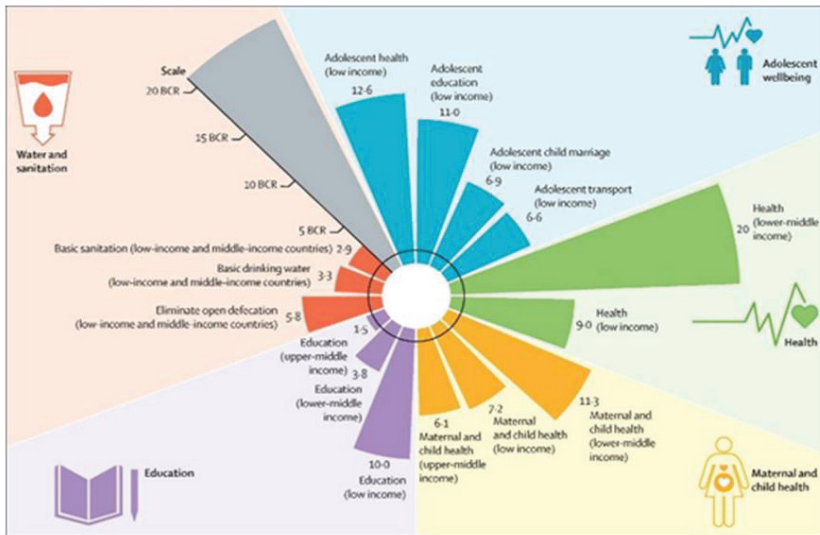 Scale
20 BCR
15 BCR
10 BCR
5 BCR
Water and
sanitation
Basic sanitation (low-income and middle-income countries) 2·9
Basic drinking water
(low-income and middle-income countries)
3·3
Eliminate open defecation
(low-income and middle-income countries)
5·8
Adolescent health
(low income)
12·6
Adolescent
education
(low income)
11·0
Adolescent child marriage
(low income)
6·9
Adolescent transport
(low income)
6·6
Adolescent
wellbeing
20
Health
(lower-middle
income)
9·0
Health
(low income)
Health
11·3
Maternal and
child health
(lower-middle
income)
7·2
Maternal
and child health
(low income)
6·1
Maternal and
child health
(upper-middle
income)
Maternal and
child health
1·5
Education
(upper-middle
income)
3·8
Education
(lower-middle
income)
10·0
Education
(low income)
Education